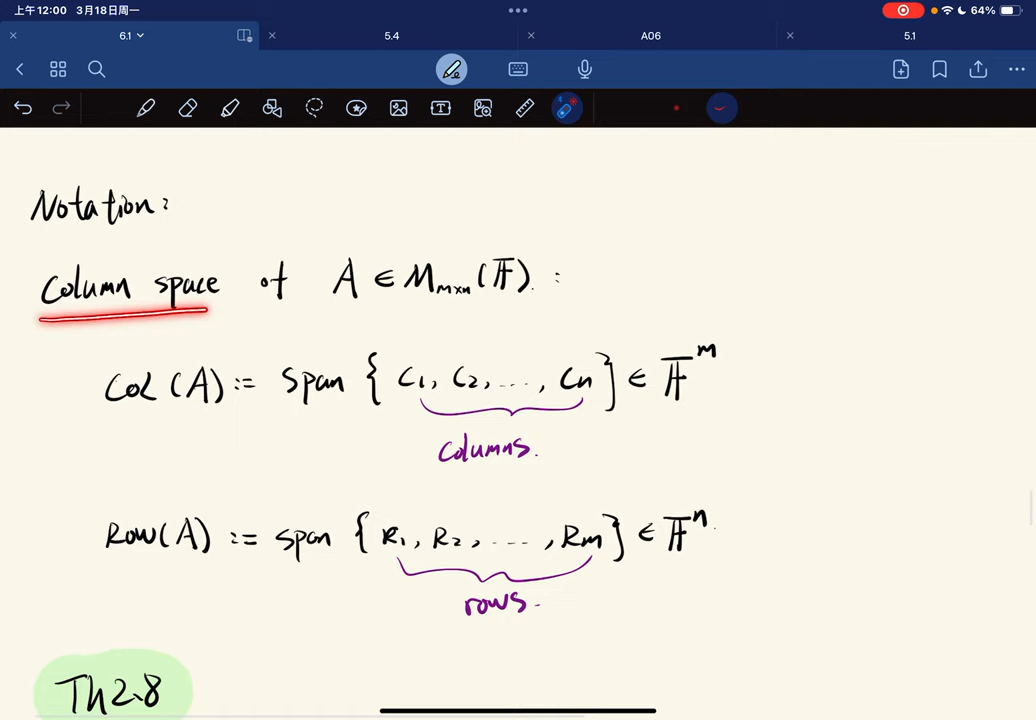 上午12:00 3月18日周一 64%
6.1 5.4 A06 5.1
Notation:
Column space of A ∈ Mm×n(𝔽).:
Col(A):= span { C1, C2, ..., Cn } ∈ 𝔽^m
columns.
Row(A) := span { R1, R2, ..., Rm } ∈ 𝔽^n.
rows.
Th2.8